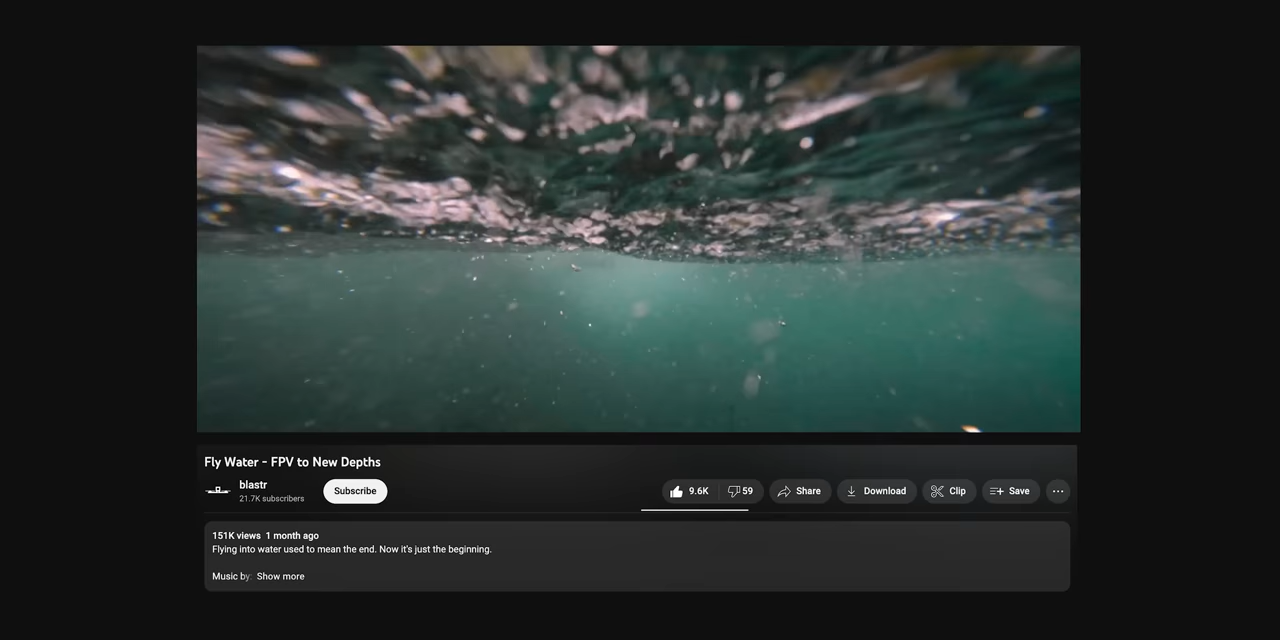 Fly Water - FPV to New Depths
blastr
21.7K subscribers
Subscribe
9.6K
59
Share
Download
Clip
Save
151K views 1 month ago
Flying into water used to mean the end. Now it's just the beginning.
Music by: Show more